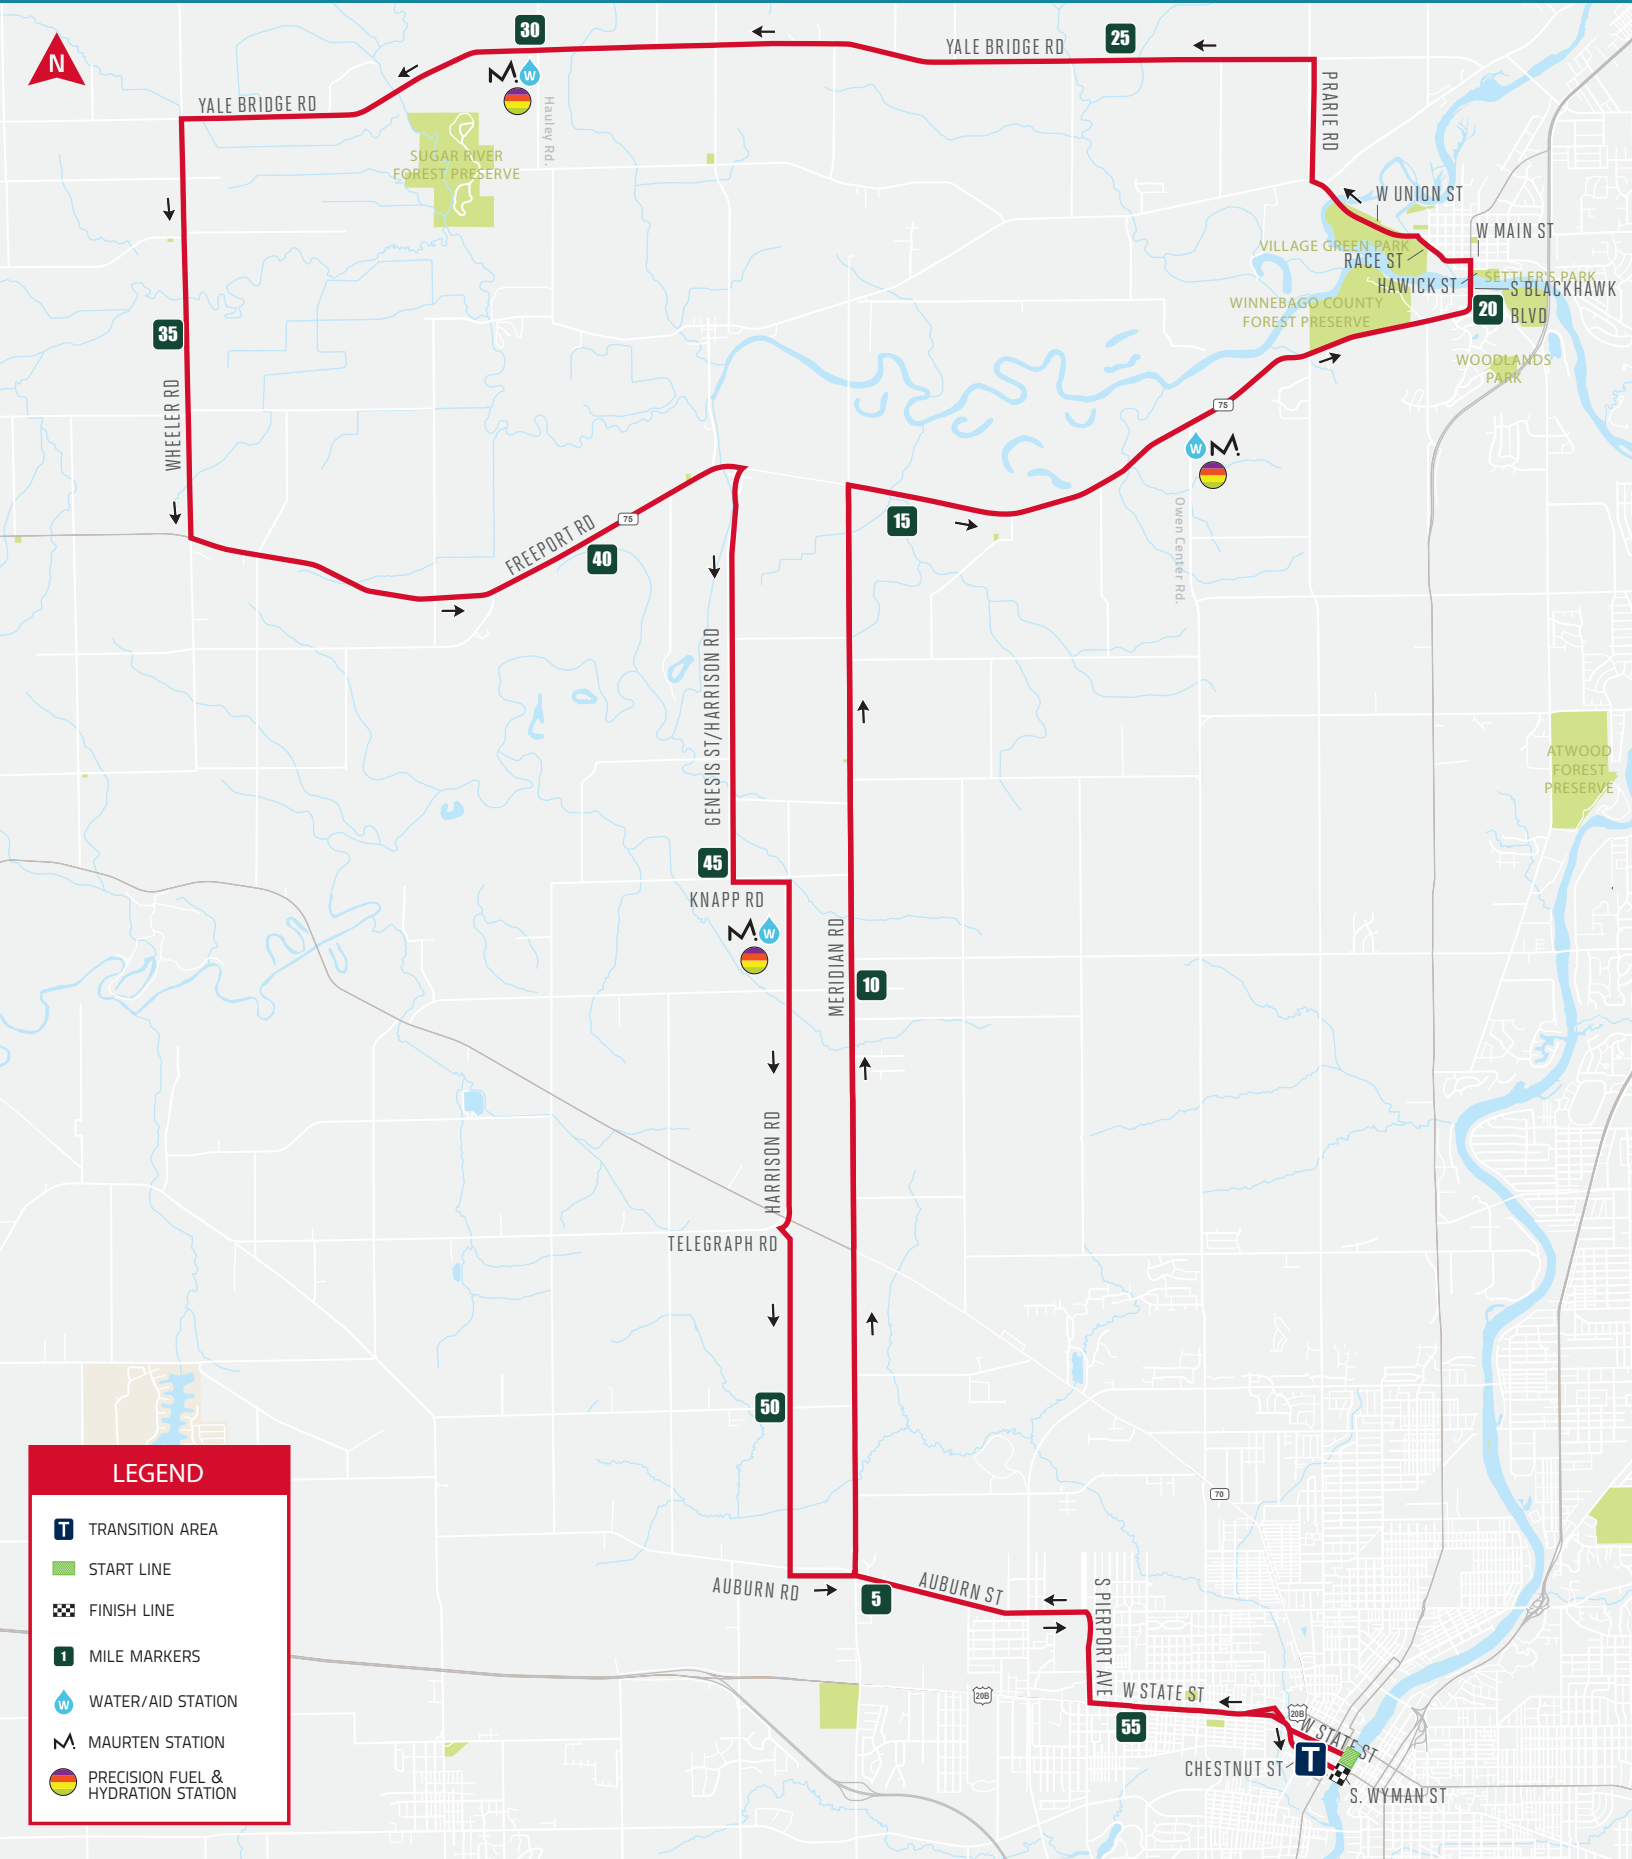 N
30
25
YALE BRIDGE RD
W
PRARIE RD
YALE BRIDGE RD
Hauley Rd.
SUGAR RIVER
FOREST PRESERVE
W UNION ST
W MAIN ST
VILLAGE GREEN PARK
RACE ST
SETTLER'S PARK
HAWICK ST
S BLACKHAWK
BLVD
WINNEBAGO COUNTY
FOREST PRESERVE
20
35
WOODLANDS
PARK
WHEELER RD
75
W
15
75
FREEPORT RD
40
Owen Center Rd.
GENESIS ST/HARRISON RD
ATWOOD
FOREST
PRESERVE
45
KNAPP RD
W
MERIDIAN RD
10
HARRISON RD
TELEGRAPH RD
50
70
LEGEND
T TRANSITION AREA
START LINE
FINISH LINE
1 MILE MARKERS
W WATER/AID STATION
MAURTEN STATION
PRECISION FUEL &
HYDRATION STATION
AUBURN RD
5
AUBURN ST
S PIERPORT AVE
20B
W STATE ST
55
20B
W STATE ST
CHESTNUT ST
T
S. WYMAN ST